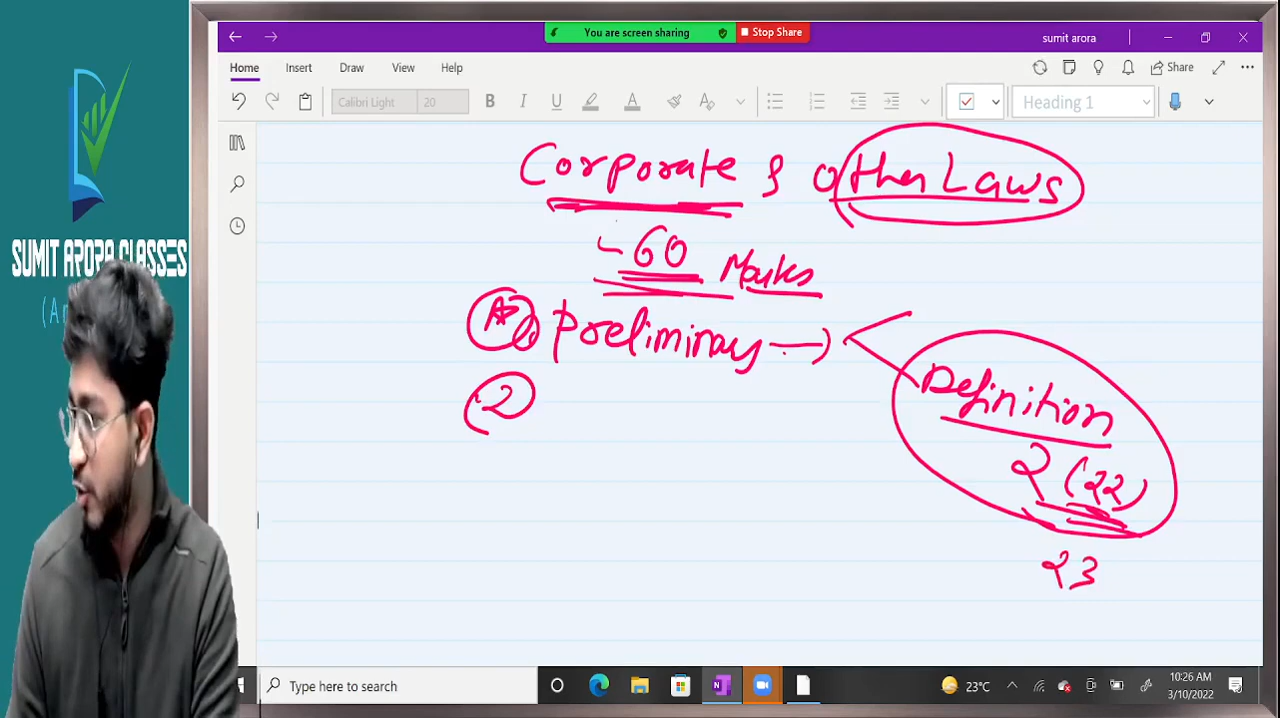 You are screen sharing
Stop Share
sumit arora
Home Insert Draw View Help
Share
Calibri Light 20 B I U A Heading 1
Corporate & Other Laws
-60 Marks
Preliminary
Definition
2
2 (22)
23
SUMIT ARORA CLASSES
(A
Type here to search
23°C
10:26 AM
3/10/2022